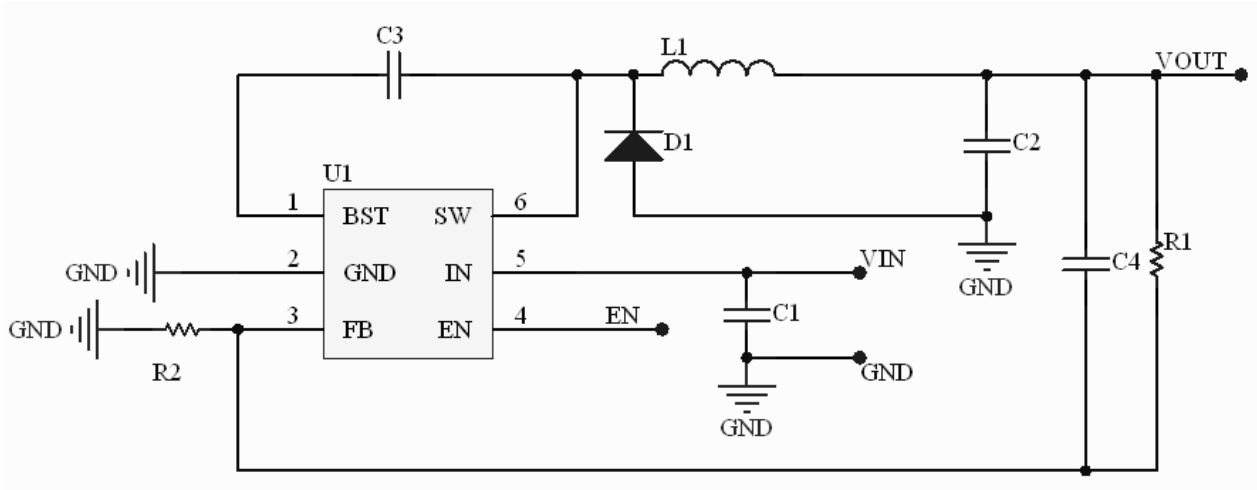 C3
L1
VOUT
D1
C2
U1
1 BST SW 6
R1
GND 2 GND IN 5 VIN
C4
GND
GND 3 FB EN 4 EN
C1
R2
GND
GND